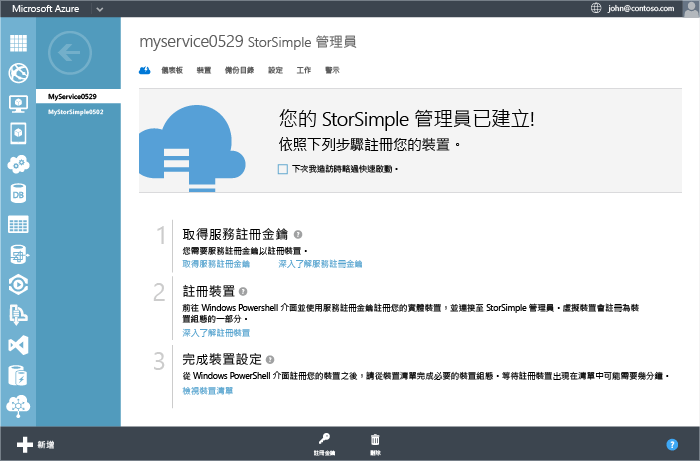 Microsoft Azure
john@contoso.com
myservice0529 StorSimple 管理員
儀表板 裝置 備份目錄 設定 工作 警示
MyService0529
MyStorSimple0502
您的 StorSimple 管理員已建立!
依照下列步驟註冊您的裝置。
下次我造訪時略過快速啟動。
1 取得服務註冊金鑰 ?
您需要服務註冊金鑰以註冊裝置。
取得服務註冊金鑰 深入了解服務註冊金鑰
2 註冊裝置 ?
前往 Windows Powershell 介面並使用服務註冊金鑰註冊您的實體裝置，並連接至 StorSimple 管理員。虛擬裝置會註冊為裝
置組態的一部分。
深入了解註冊裝置
3 完成裝置設定 ?
從 Windows PowerShell 介面註冊您的裝置之後，請從裝置清單完成必要的裝置組態。等待註冊裝置出現在清單中可能需要幾分鐘。
檢視裝置清單
DB
新增
註冊金鑰
刪除
?